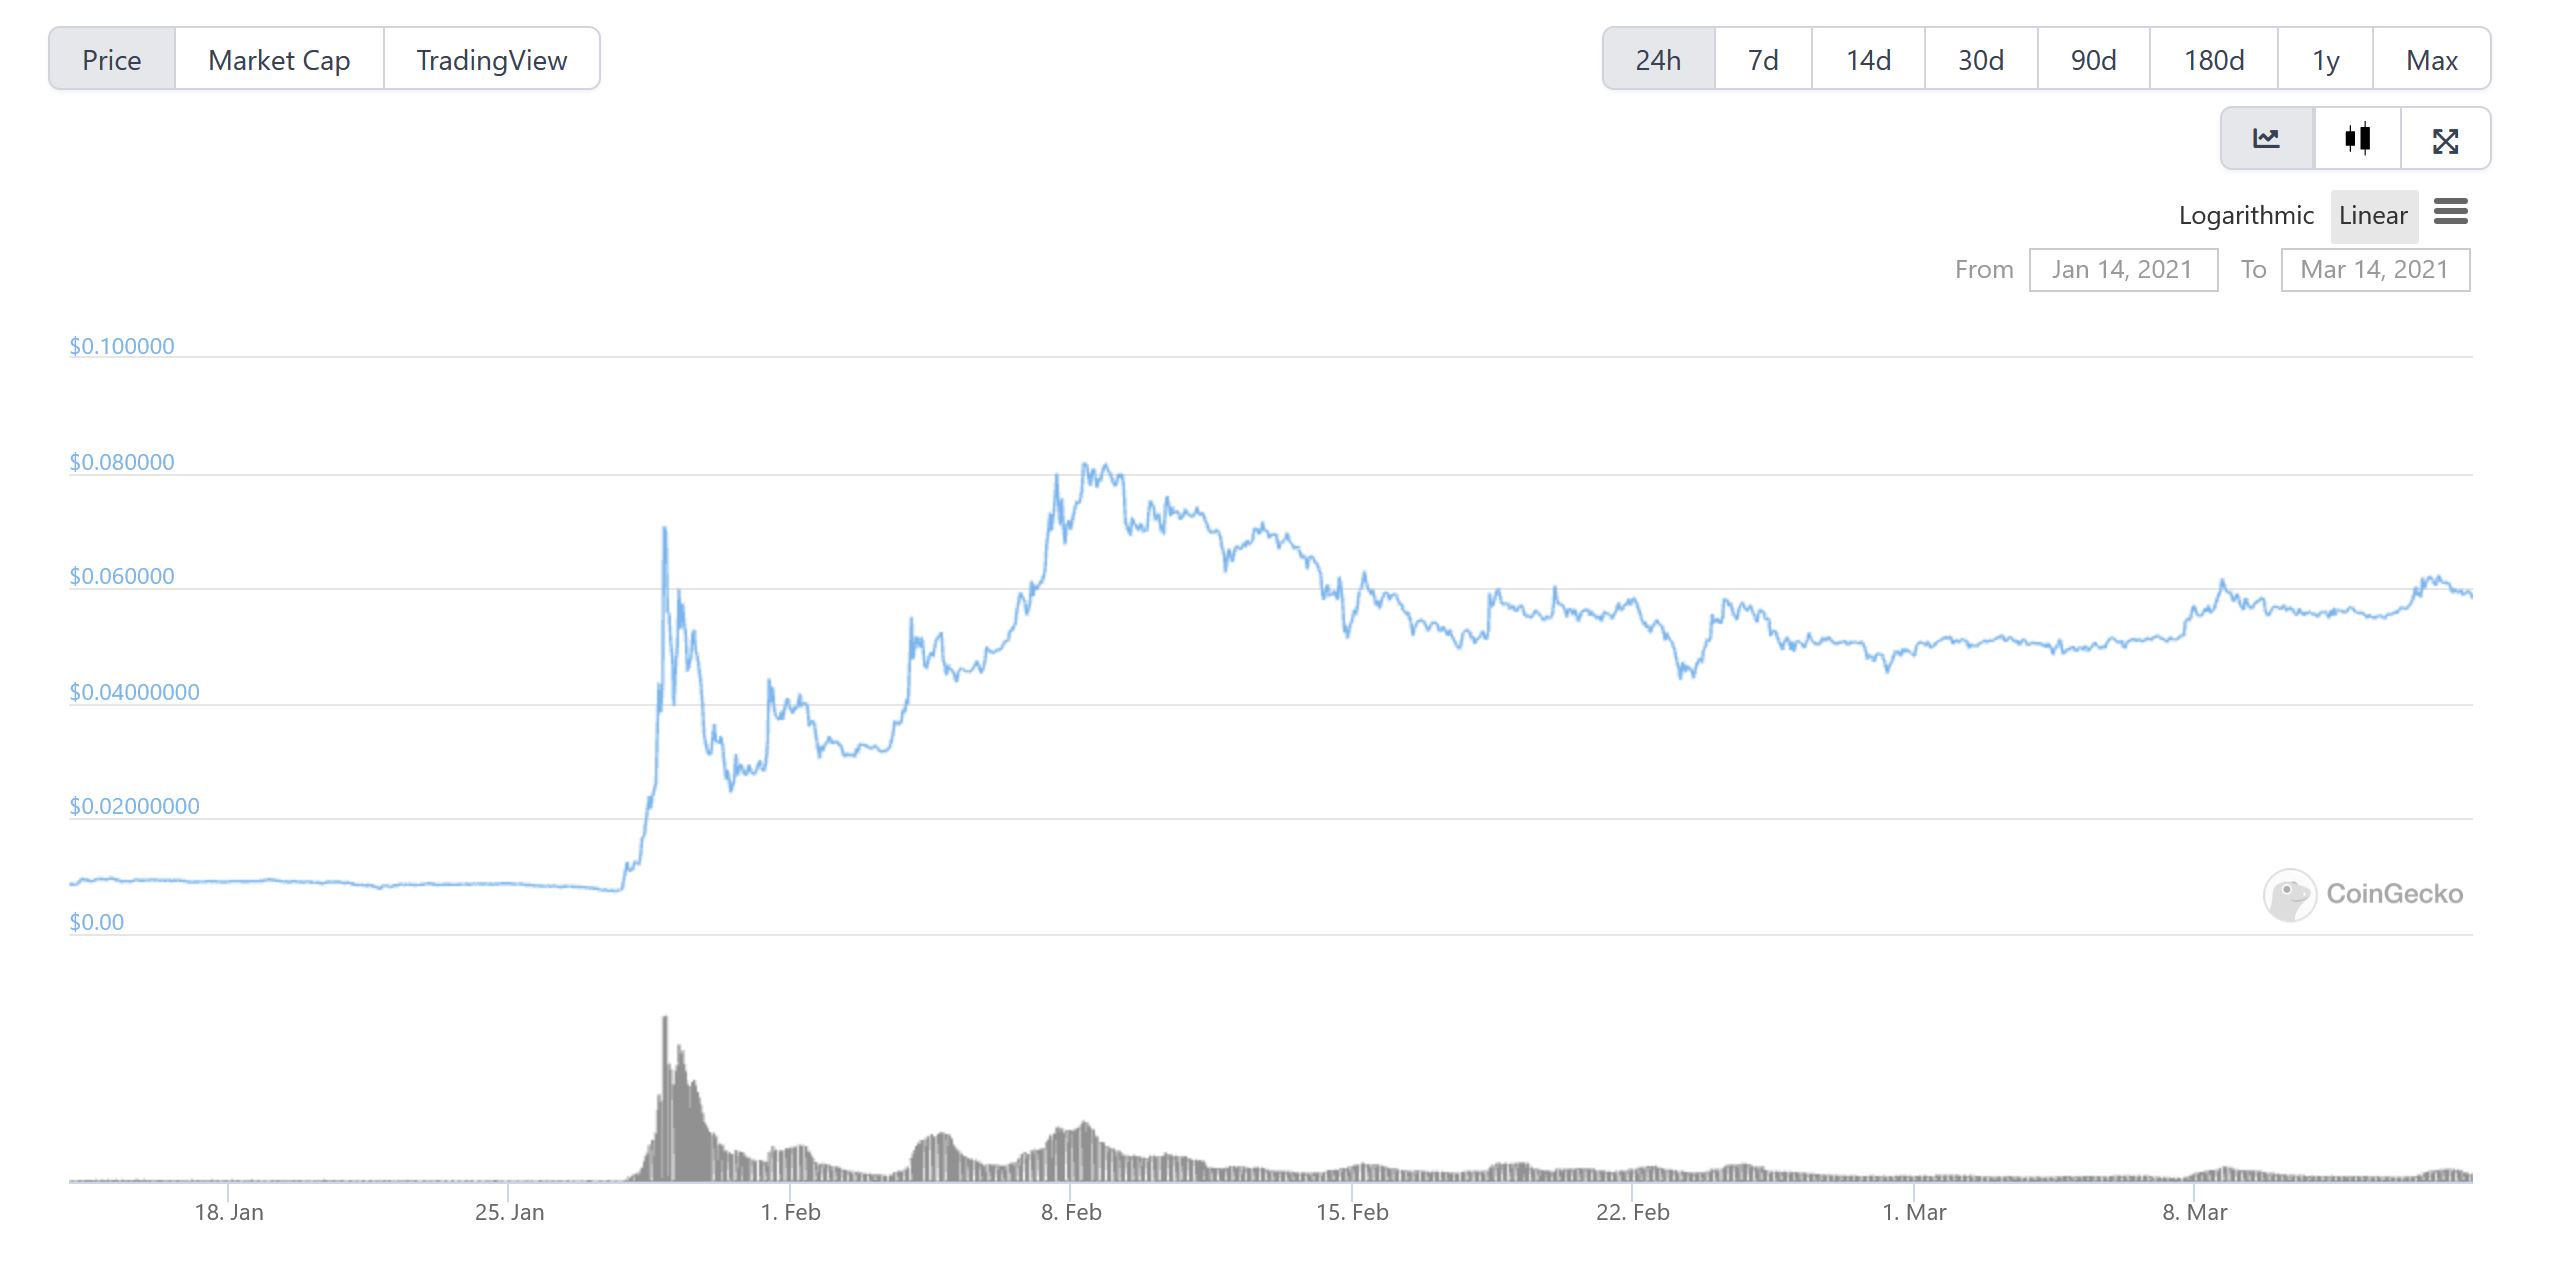 Price Market Cap TradingView 24h 7d 14d 30d 90d 180d 1y Max
Logarithmic Linear
From Jan 14, 2021 To Mar 14, 2021
$0.100000
$0.080000
$0.060000
$0.04000000
$0.02000000
CoinGecko
$0.00
18. Jan 25. Jan 1. Feb 8. Feb 15. Feb 22. Feb 1. Mar 8. Mar